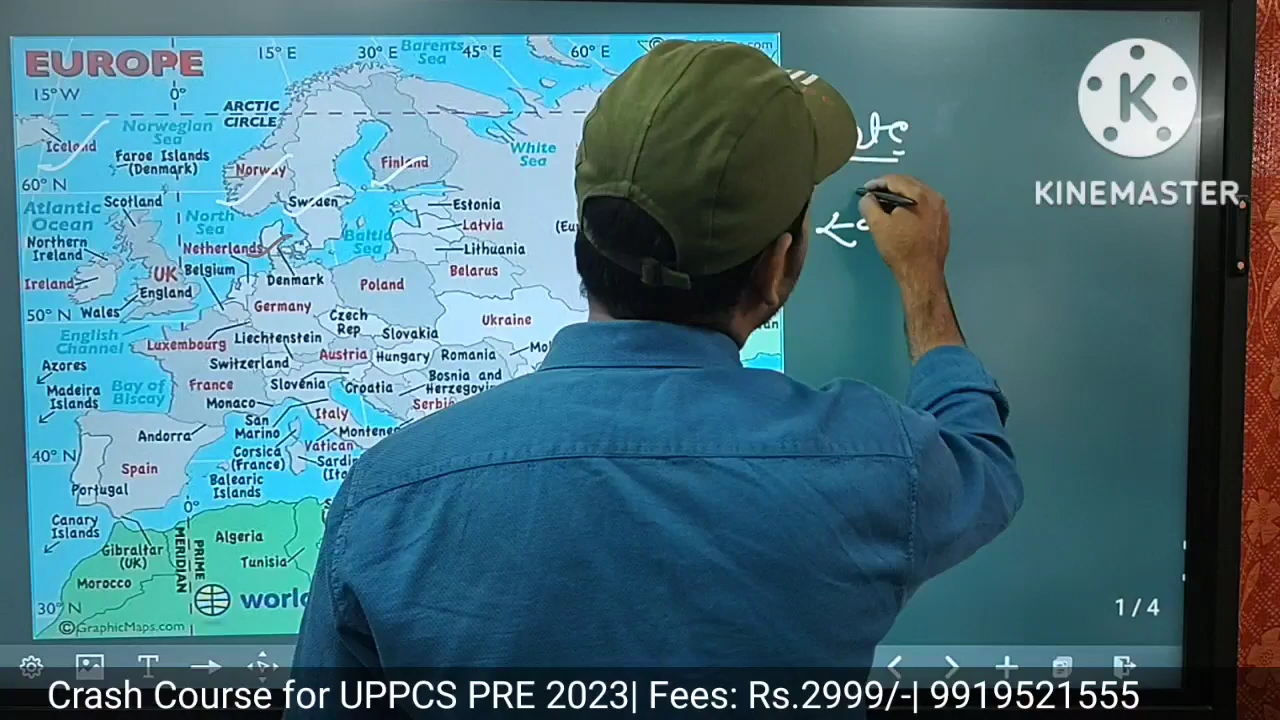 EUROPE
15° E
30° E
Barents
Sea
45° E
60° E
15° W
0°
ARCTIC
CIRCLE
Norwegian
Sea
Iceland
Faroe Islands
(Denmark)
White
Sea
Norway
Finland
60° N
Scotland
Sweden
Estonia
Atlantic
Ocean
North
Sea
Latvia
Baltic
Sea
Northern
Ireland
Netherlands
Lithuania
UK
Belgium
Belarus
Ireland
England
Denmark
Poland
Wales
50° N
Germany
Ukraine
Czech
Rep
English
Channel
Slovakia
Luxembourg
Liechtenstein
Austria
Hungary
Romania
Azores
Switzerland
Madeira
Islands
Bay of
Biscay
France
Slovenia
Croatia
Bosnia and
Monaco
San
Marino
Italy
Andorra
40° N
Corsica
(France)
Vatican
Spain
Balearic
Islands
Portugal
0°
Canary
Islands
Gibraltar
(UK)
MERIDIAN
PRIME
Algeria
Tunisia
Morocco
30° N
©GraphicMaps.com
K
KINEMASTER
1/4
T
Crash Course for UPPCS PRE 2023| Fees: Rs.2999/-| 9919521555